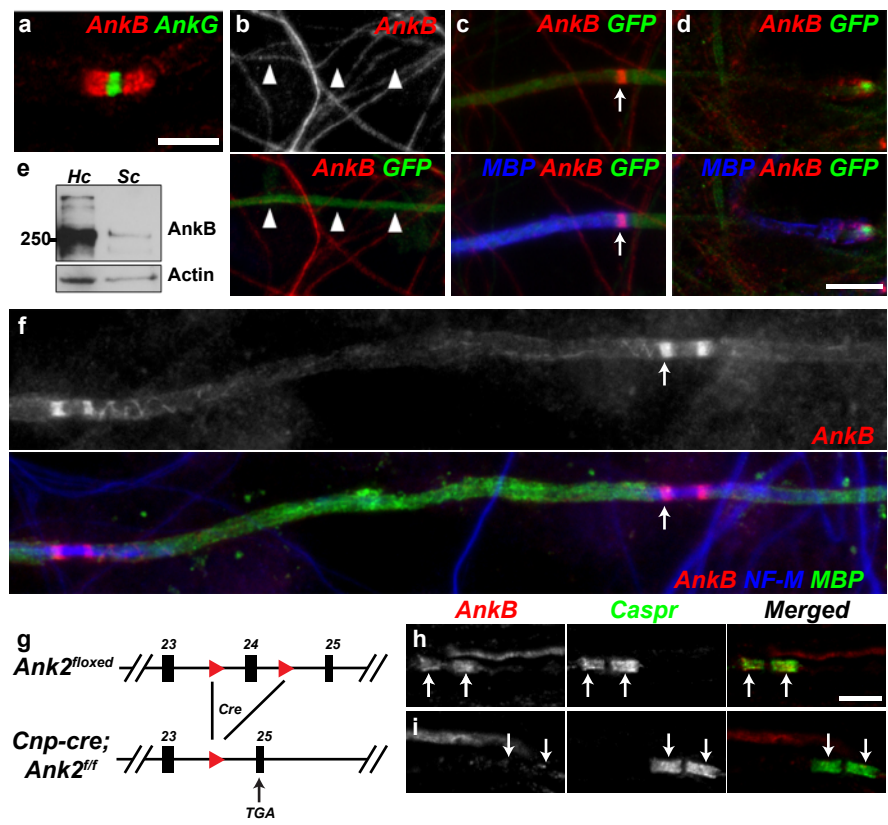 a AnkB AnkG
b AnkB
AnkB GFP
c AnkB GFP
MBP AnkB GFP
d AnkB GFP
MBP AnkB GFP
e Hc Sc
250 AnkB
Actin
f
AnkB
AnkB NF-M MBP
g
Ank2floxed
23 24 25
Cre
Cnp-cre;
Ank2f/f
23 25
TGA
AnkB Caspr Merged
h
i